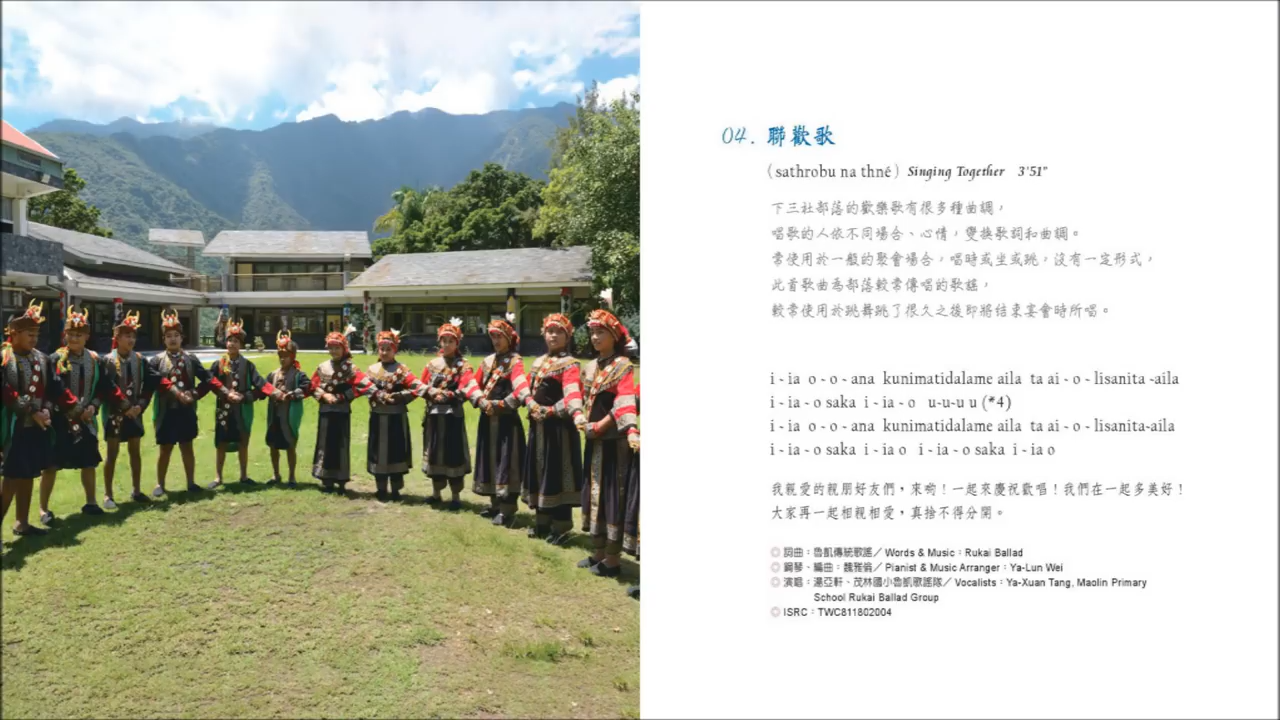 04. 聯歡歌
(sathrobu na thné) Singing Together 3'51"
下三社部落的歡樂歌有很多種曲調，
唱歌的人依不同場合、心情，變換歌詞和曲調。
常使用於一般的聚會場合，唱時或坐或跳，沒有一定形式，
此首歌曲為部落較常傳唱的歌謠，
較常使用於跳舞跳了很久之後即將結束宴會時所唱。
i - ia o - o - ana kunimatidalame aila ta ai - o - lisanita -aila
i - ia - o saka i - ia - o u-u-u u (*4)
i - ia o - o - ana kunimatidalame aila ta ai - o - lisanita-aila
i - ia - o saka i - ia o i - ia - o saka i - ia o
我親愛的親朋好友們，來喲！一起來慶祝歡唱！我們在一起多美好！
大家再一起相親相愛，真捨不得分開。
◎ 詞曲：魯凱傳統歌謠／ Words & Music：Rukai Ballad
◎ 鋼琴、編曲：魏雅倫／ Pianist & Music Arranger：Ya-Lun Wei
◎ 演唱：湯亞軒、茂林國小魯凱歌謠隊／ Vocalists：Ya-Xuan Tang, Maolin Primary
School Rukai Ballad Group
◎ ISRC：TWC811802004